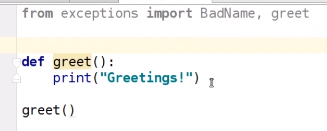 from exceptions import BadName, greet
def greet():
    print("Greetings!")
greet()